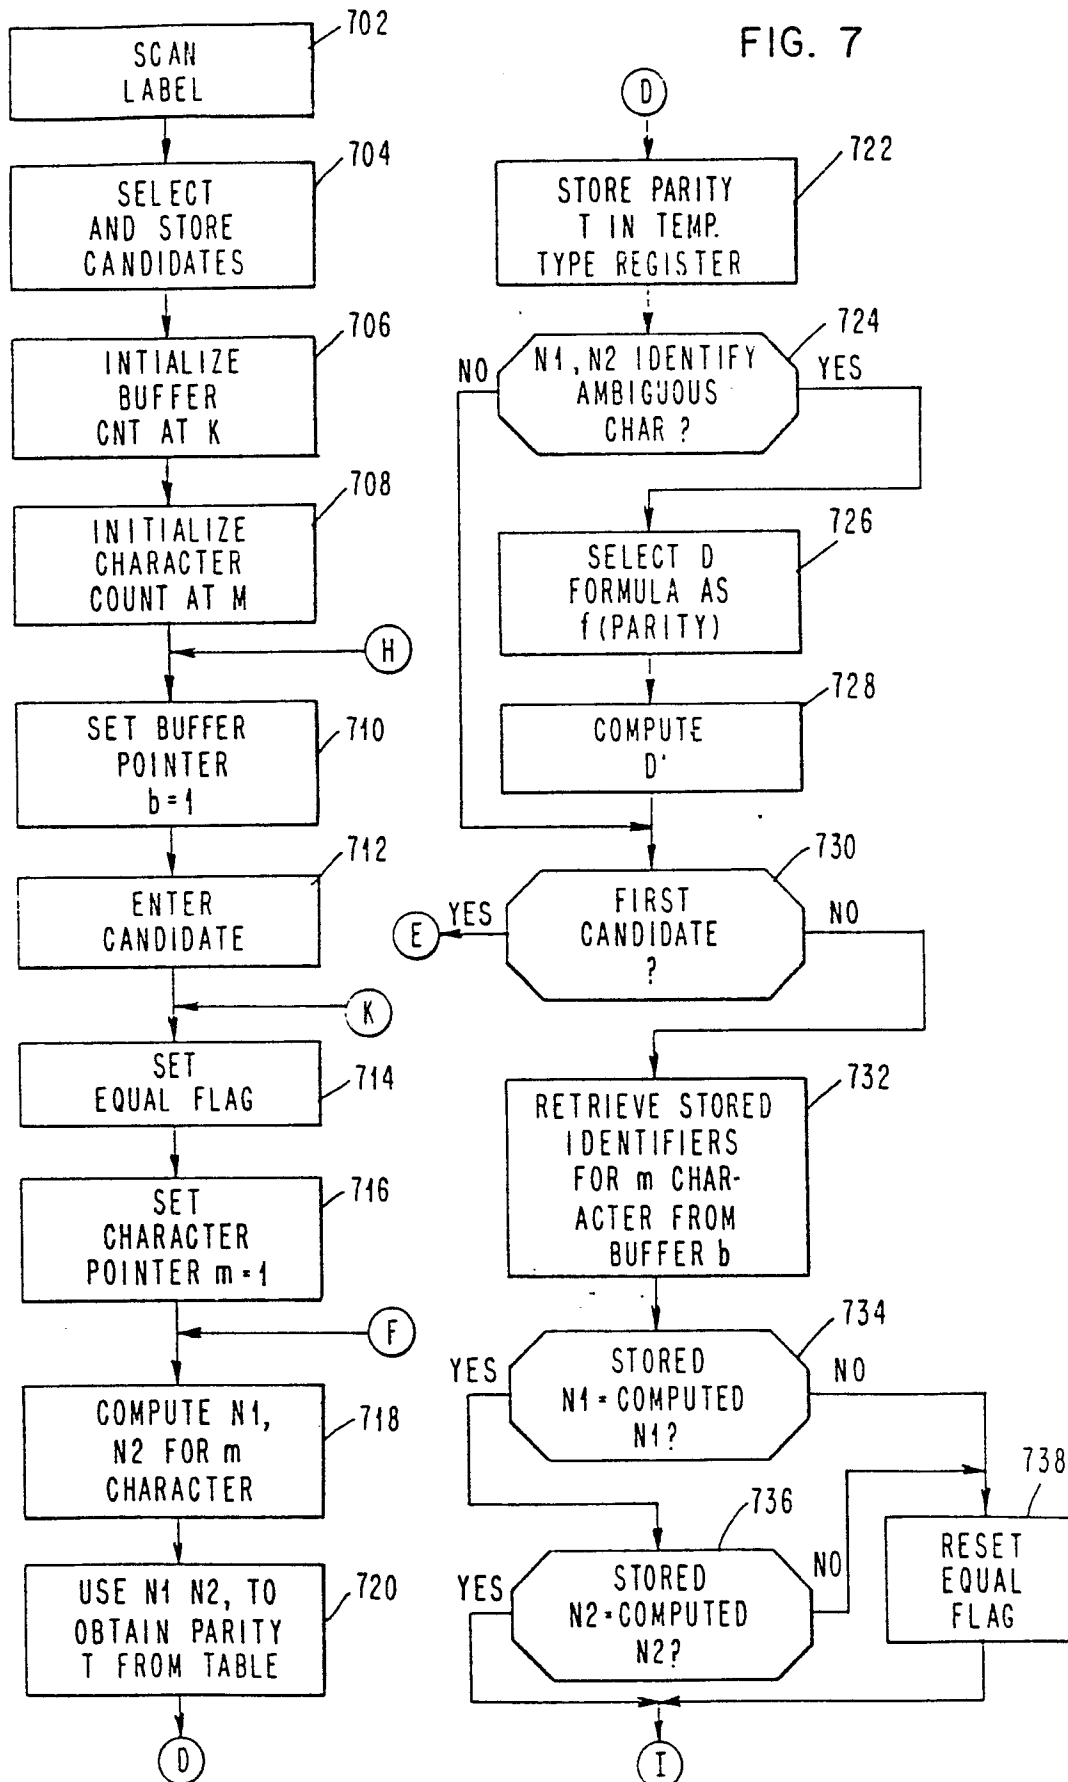 FIG. 7
702
SCAN
LABEL
704
SELECT
AND STORE
CANDIDATES
706
INTIALIZE
BUFFER
CNT AT K
708
INITIALIZE
CHARACTER
COUNT AT M
H
710
SET BUFFER
POINTER
b=1
712
ENTER
CANDIDATE
K
714
SET
EQUAL FLAG
716
SET
CHARACTER
POINTER m=1
F
718
COMPUTE N1,
N2 FOR m
CHARACTER
720
USE N1 N2, TO
OBTAIN PARITY
T FROM TABLE
D
D
722
STORE PARITY
T IN TEMP.
TYPE REGISTER
724
NO
N1, N2 IDENTIFY
AMBIGUOUS
CHAR ?
YES
726
SELECT D
FORMULA AS
f(PARITY)
728
COMPUTE
D'
730
E
YES
FIRST
CANDIDATE
?
NO
732
RETRIEVE STORED
IDENTIFIERS
FOR m CHAR-
ACTER FROM
BUFFER b
734
YES
STORED
N1=COMPUTED
N1?
NO
736
YES
STORED
N2=COMPUTED
N2?
NO
738
RESET
EQUAL
FLAG
I